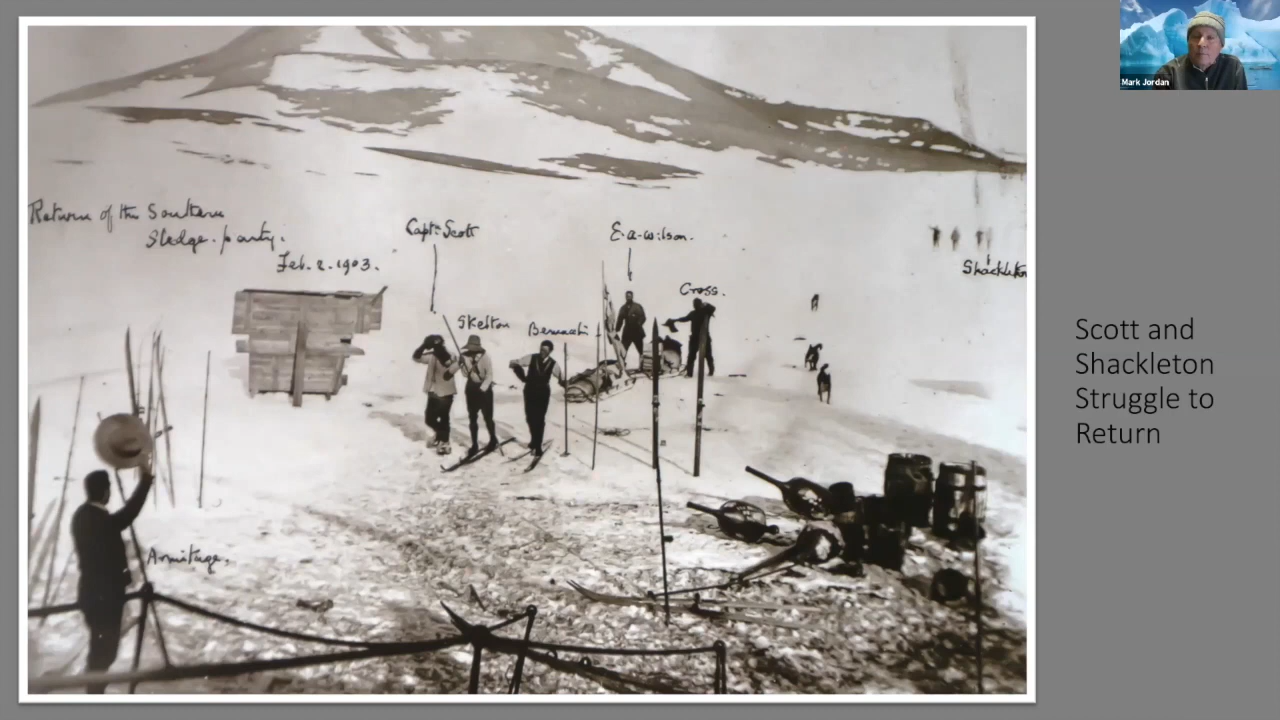 Mark Jordan
Return of the Southern
Sledge-party.
Feb. 2. 1903.
Capt. Scott
Skelton
Bernacchi
E.A. Wilson.
Cross.
Shackleton
Armitage.
Scott and
Shackleton
Struggle to
Return